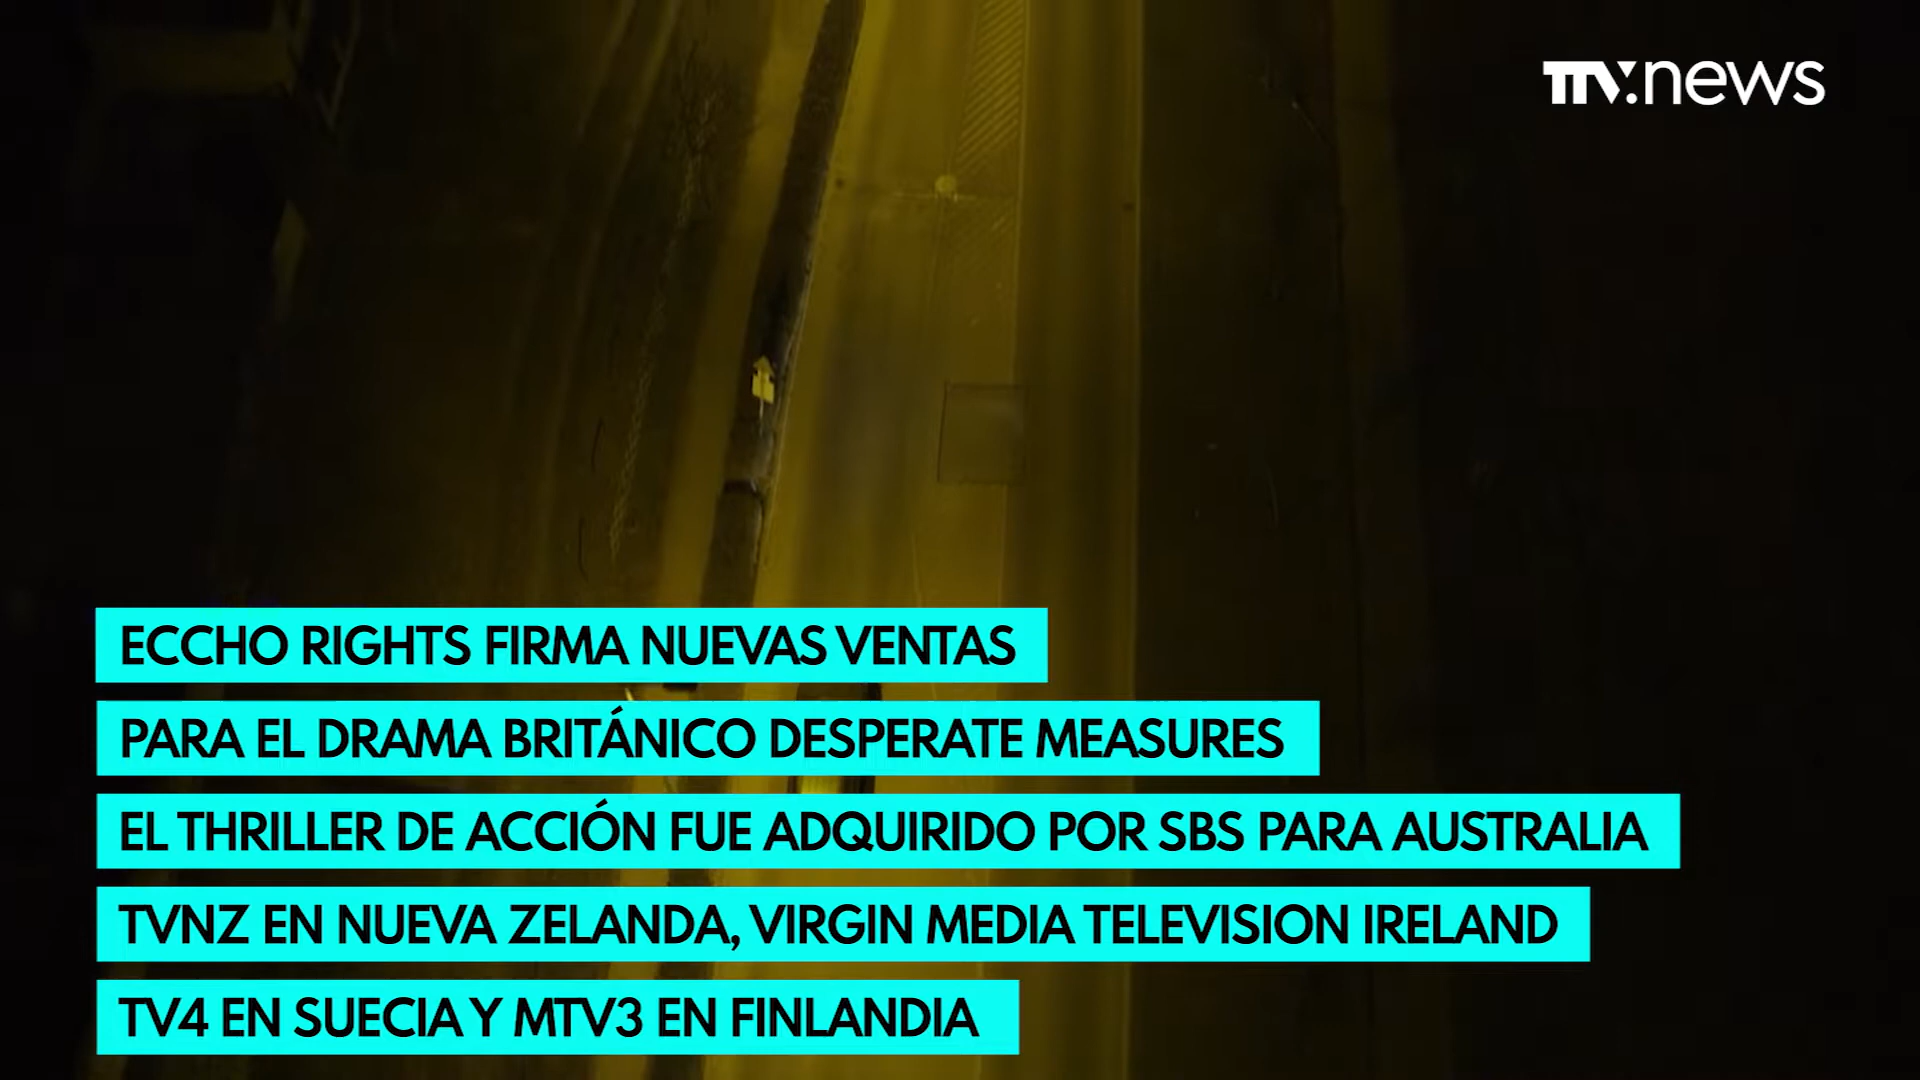 TTV.news
ECCHO RIGHTS FIRMA NUEVAS VENTAS
PARA EL DRAMA BRITÁNICO DESPERATE MEASURES
EL THRILLER DE ACCIÓN FUE ADQUIRIDO POR SBS PARA AUSTRALIA
TVNZ EN NUEVA ZELANDA, VIRGIN MEDIA TELEVISION IRELAND
TV4 EN SUECIA Y MTV3 EN FINLANDIA